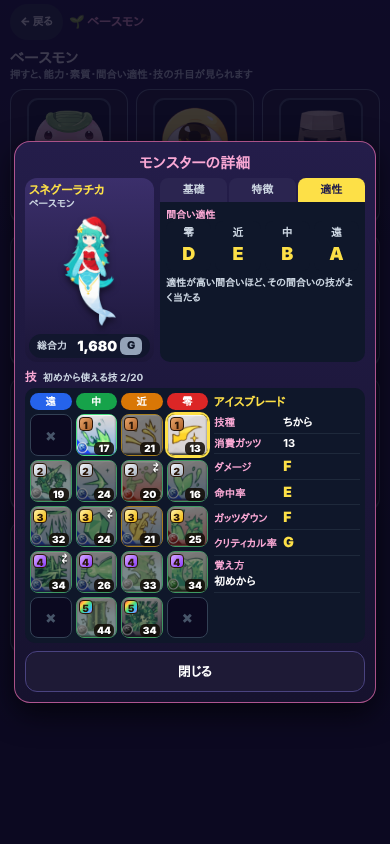 ← 戻る 🌱 ベースモン
ベースモン
押すと、能力・素質・間合い適性・技の升目が見られます
モンスターの詳細
スネグーラチカ
ベースモン
総合力 1,680 G
基礎 特徴 適性
間合い適性
零 近 中 遠
D E B A
適性が高い間合いほど、その間合いの技がよ
く当たる
技 初めから使える技 2/20
遠 中 近 零
× 1 17 1 21 1 13
2 19 2 24 2 20 2 16
3 32 3 24 3 21 3 25
4 34 4 26 4 33 4 34
× 5 44 5 34 ×
アイスブレード
技種 ちから
消費ガッツ 13
ダメージ F
命中率 E
ガッツダウン F
クリティカル率 G
覚え方
初めから
閉じる